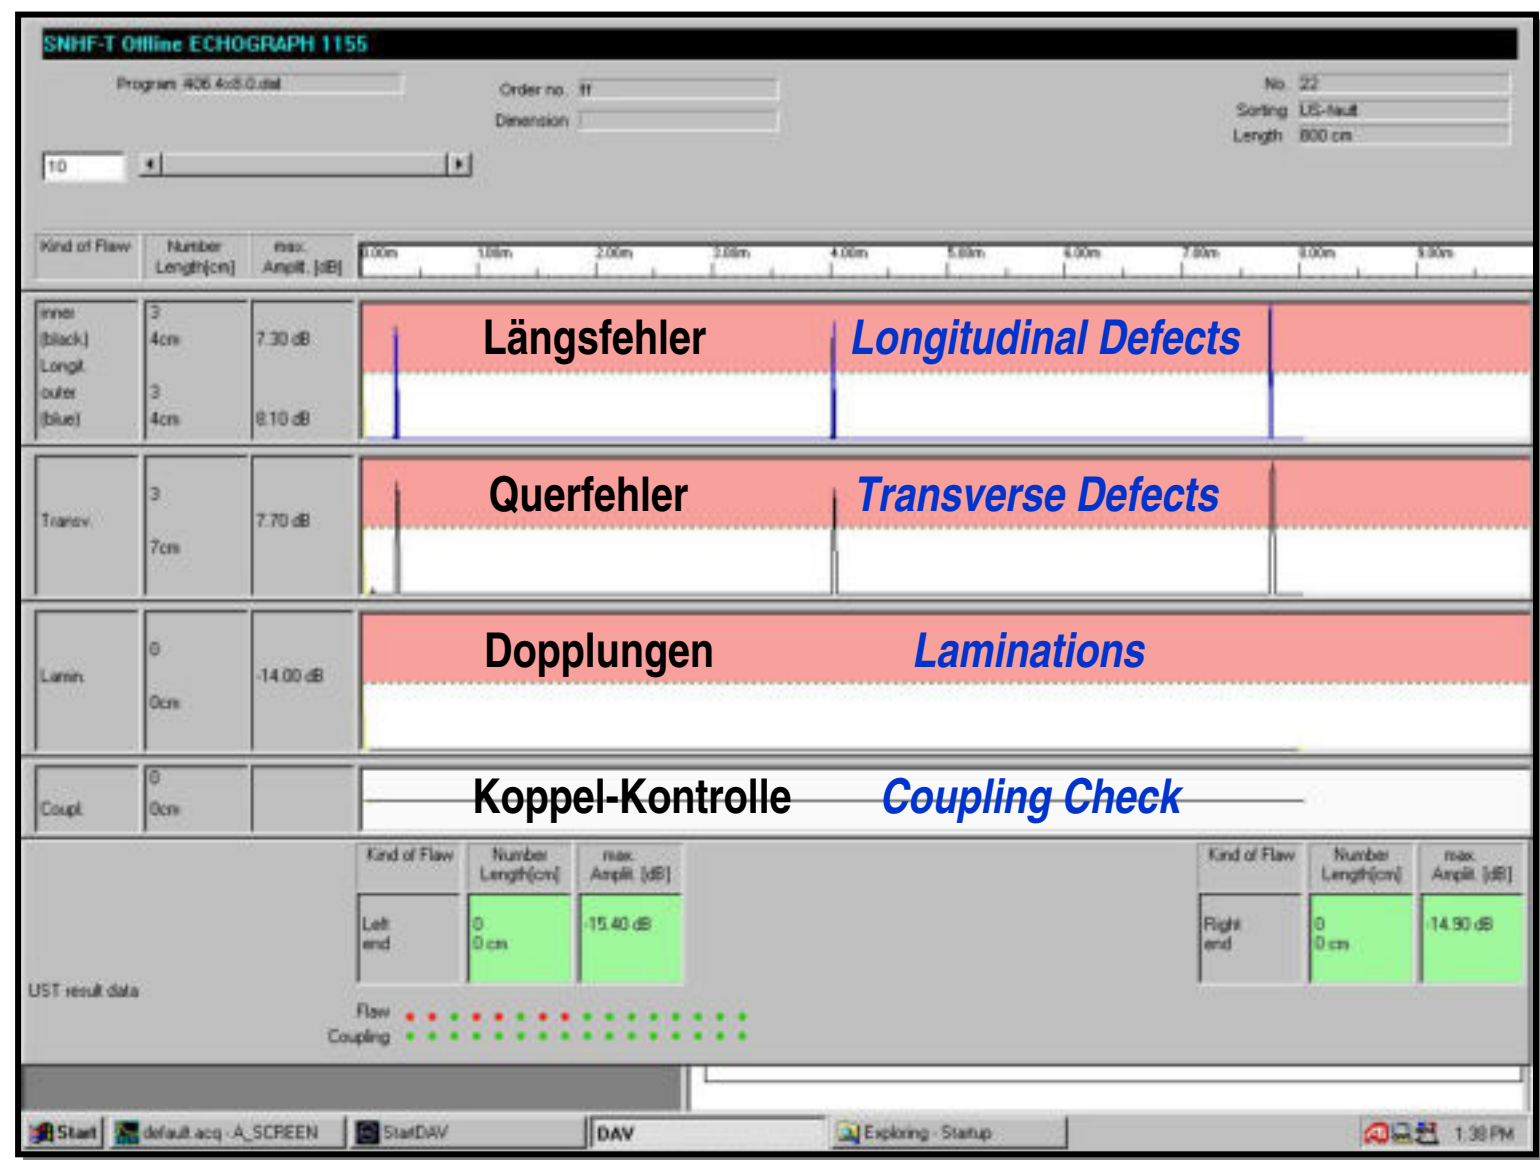 SNHF-T Offline ECHOGRAPH 1155
Program 406.4x8.0.dat
Order no. ff
No. 22
Dimension
Sorting US-fault
Length 800 cm
10
Kind of Flaw Number Length[cm] max. Amplit. [dB]
0.00m 1.00m 2.00m 4.00m 5.00m 6.00m 7.00m 8.00m 9.00m
inner 3
(black) 4cm 7.30 dB
Longit.
outer 3
(blue) 4cm 8.10 dB
Längsfehler Longitudinal Defects
Transv. 3 7cm 7.70 dB
Querfehler Transverse Defects
Lamin. 0 0cm -14.00 dB
Dopplungen Laminations
Coupl. 0 0cm
Koppel-Kontrolle Coupling Check
Kind of Flaw Number Length[cm] max. Amplit. [dB]
Left end 0 0 cm -15.40 dB
Kind of Flaw Number Length[cm] max. Amplit. [dB]
Right end 0 0 cm -14.90 dB
UST result data
Flaw
Coupling
Start default.acq - A_SCREEN StartDAV DAV Exploring - Startup 1:38 PM